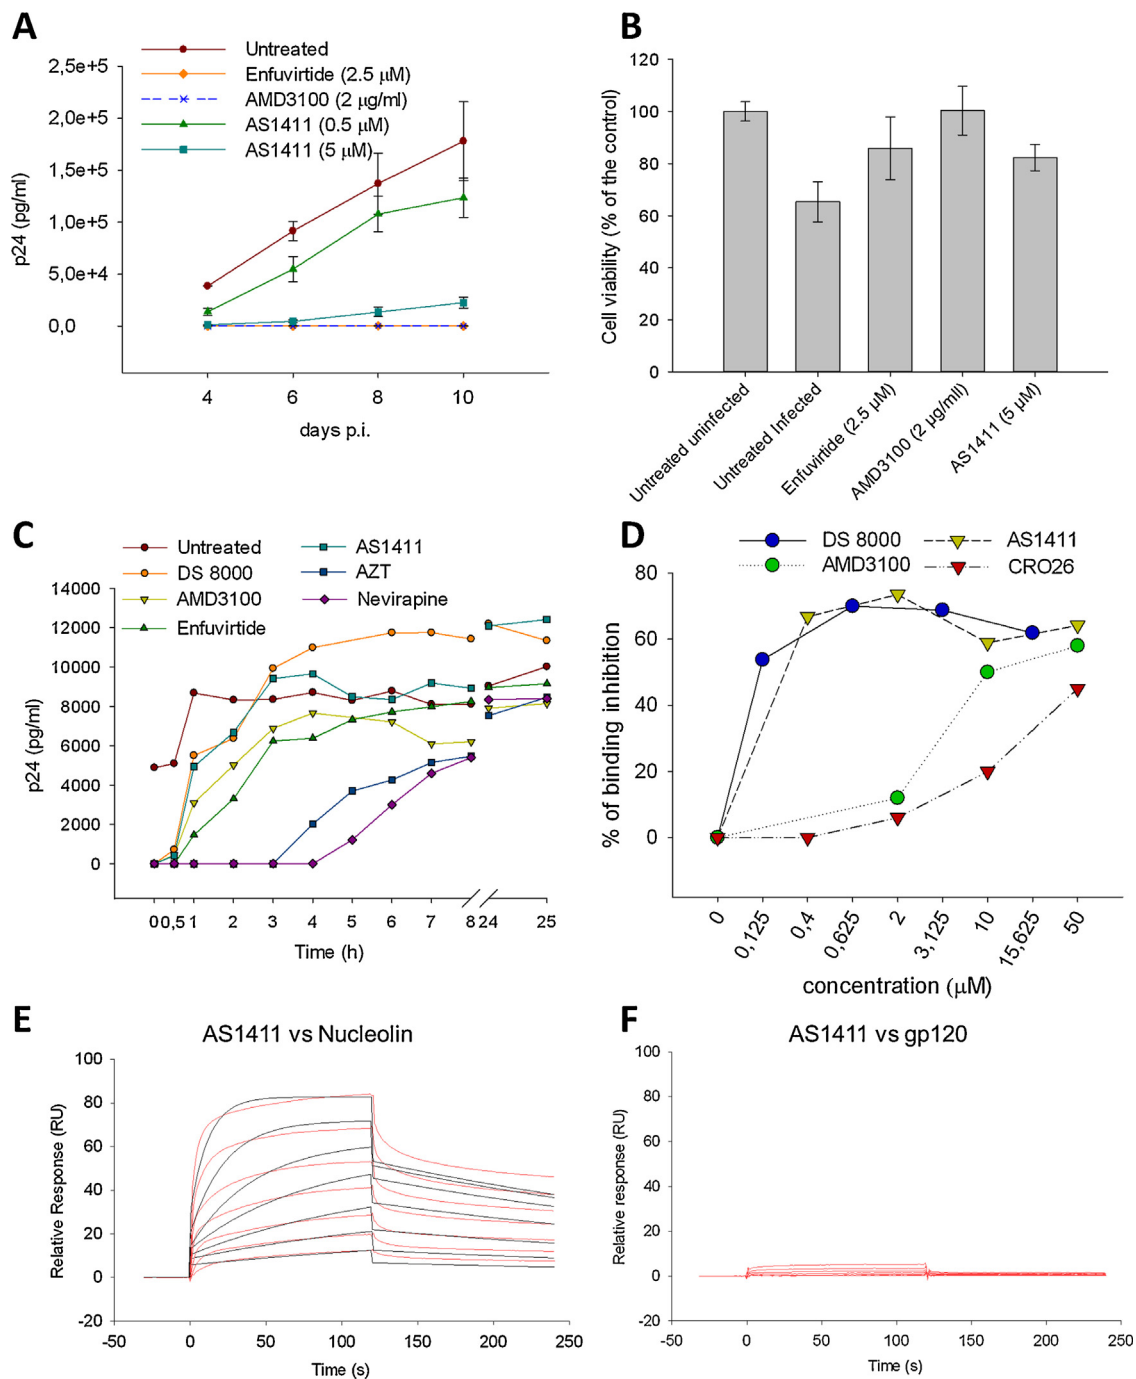 A
Untreated
Enfuvirtide (2.5 µM)
AMD3100 (2 µg/ml)
AS1411 (0.5 µM)
AS1411 (5 µM)
2,5e+5
2,0e+5
1,5e+5
1,0e+5
5,0e+4
0,0
p24 (pg/ml)
4 6 8 10
days p.i.
B
120
100
80
60
40
20
0
Cell viability (% of the control)
Untreated uninfected
Untreated Infected
Enfuvirtide (2.5 µM)
AMD3100 (2 µg/mll)
AS1411 (5 µM)
C
Untreated
DS 8000
AMD3100
Enfuvirtide
AS1411
AZT
Nevirapine
14000
12000
10000
8000
6000
4000
2000
0
p24 (pg/ml)
0 0,5 1 2 3 4 5 6 7 8 24 25
Time (h)
D
DS 8000
AMD3100
AS1411
CRO26
80
60
40
20
0
% of binding inhibition
0
0,125
0,4
0,625
2
3,125
10
15,625
50
concentration (µM)
E
AS1411 vs Nucleolin
100
80
60
40
20
0
-20
Relative Response (RU)
-50 0 50 100 150 200 250
Time (s)
F
AS1411 vs gp120
100
80
60
40
20
0
-20
Relative response (RU)
-50 0 50 100 150 200 250
Time (s)